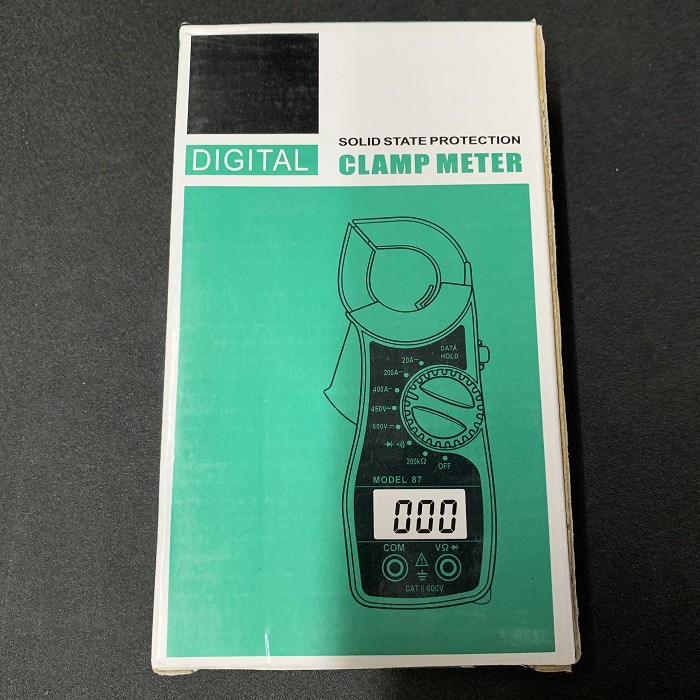 SOLID STATE PROTECTION
DIGITAL
CLAMP METER
DATA
HOLD
20A~
200A~
400A~
450V~
600V⎓
200kΩ
OFF
MODEL 87
000
COM
VΩ
CAT II 600V